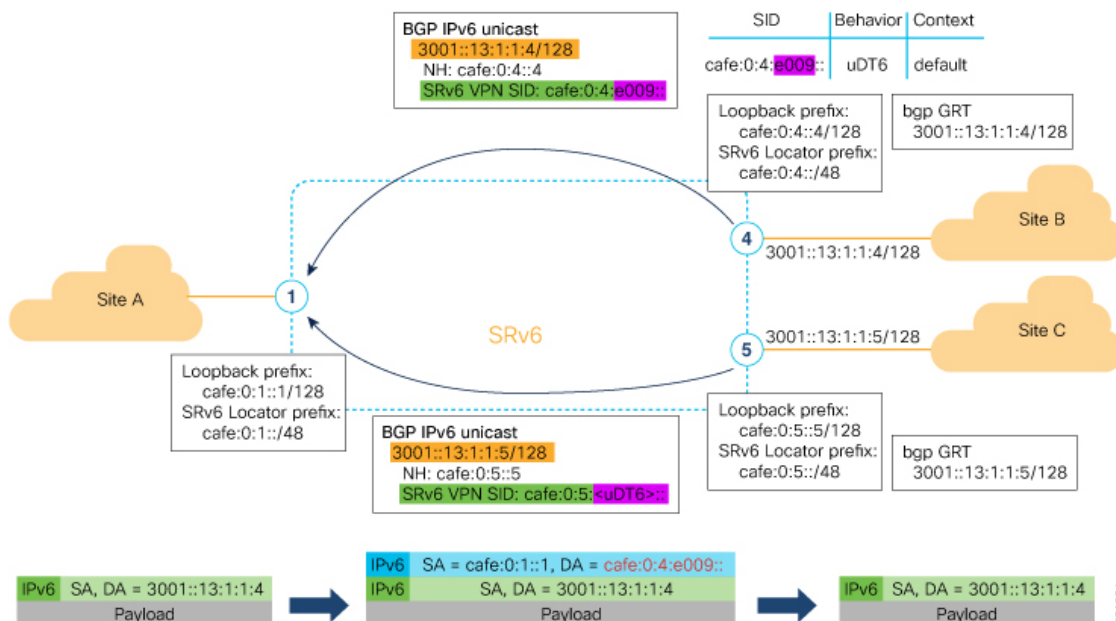 BGP IPv6 unicast
3001::13:1:1:4/128
NH: cafe:0:4::4
SRv6 VPN SID: cafe:0:4:e009::
SID Behavior Context
cafe:0:4:e009:: uDT6 default
Loopback prefix:
cafe:0:4::4/128
SRv6 Locator prefix:
cafe:0:4::/48
bgp GRT
3001::13:1:1:4/128
Site B
4
3001::13:1:1:4/128
Site A
1
SRv6
5
3001::13:1:1:5/128
Site C
Loopback prefix:
cafe:0:1::1/128
SRv6 Locator prefix:
cafe:0:1::/48
BGP IPv6 unicast
3001::13:1:1:5/128
NH: cafe:0:5::5
SRv6 VPN SID: cafe:0:5:<uDT6>::
Loopback prefix:
cafe:0:5::5/128
SRv6 Locator prefix:
cafe:0:5::/48
bgp GRT
3001::13:1:1:5/128
IPv6 SA, DA = 3001::13:1:1:4
Payload
IPv6 SA = cafe:0:1::1, DA = cafe:0:4:e009::
IPv6 SA, DA = 3001::13:1:1:4
Payload
IPv6 SA, DA = 3001::13:1:1:4
Payload